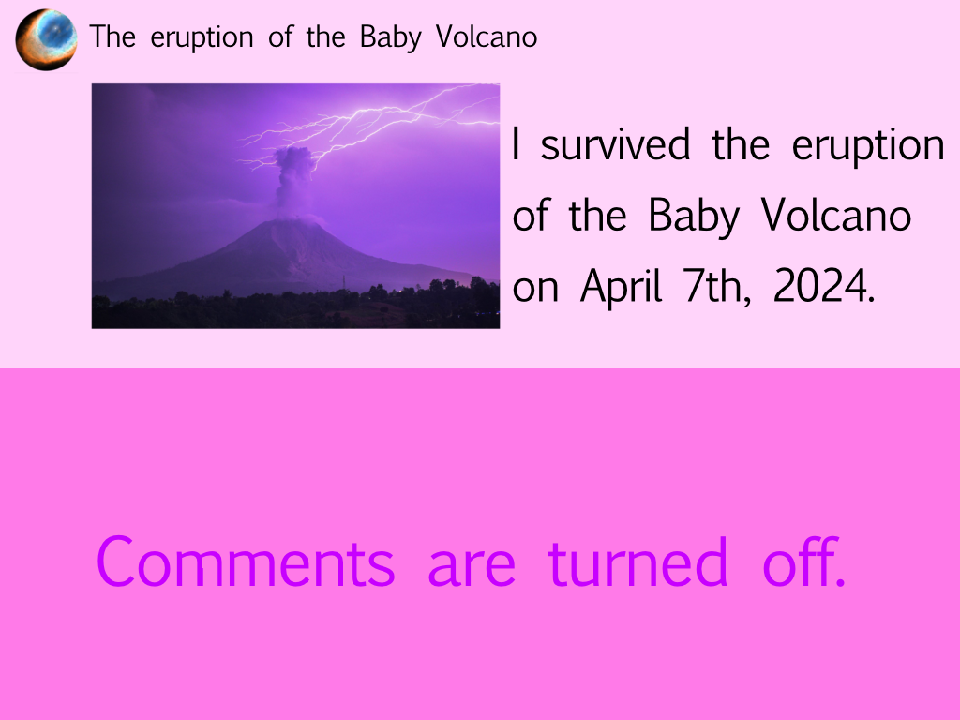 The eruption of the Baby Volcano
I survived the eruption
of the Baby Volcano
on April 7th, 2024.
Comments are turned off.